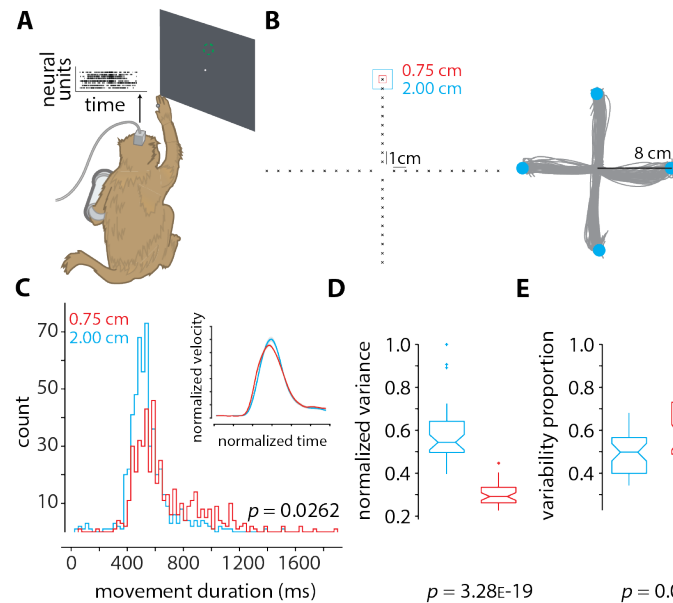 A
neural
units
time
B
0.75 cm
2.00 cm
1cm
8 cm
C
0.75 cm
2.00 cm
count
70
50
30
10
normalized velocity
normalized time
p = 0.0262
0 400 800 1200 1600
movement duration (ms)
D
normalized variance
1.0
0.8
0.6
0.4
0.2
p = 3.28E-19
E
variability proportion
1.0
0.8
0.6
0.4
p = 0.0